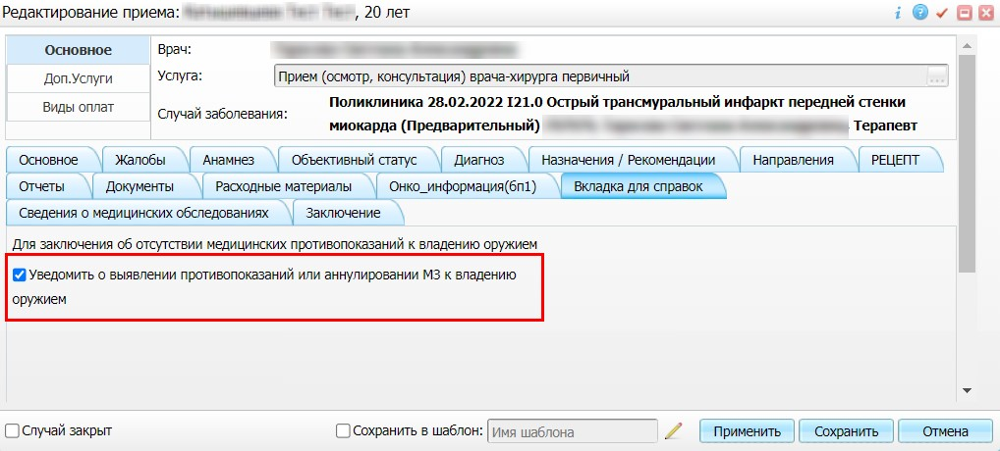 Редактирование приема: , 20 лет
Основное
Доп.Услуги
Виды оплат
Врач:
Услуга: Прием (осмотр, консультация) врача-хирурга первичный ...
Случай заболевания:
Поликлиника 28.02.2022 I21.0 Острый трансмуральный инфаркт передней стенки
миокарда (Предварительный) , Терапевт
Основное Жалобы Анамнез Объективный статус Диагноз Назначения / Рекомендации Направления РЕЦЕПТ
Отчеты Документы Расходные материалы Онко_информация(бп1) Вкладка для справок
Сведения о медицинских обследованиях Заключение
Для заключения об отсутствии медицинских противопоказаний к владению оружием
Уведомить о выявлении противопоказаний или аннулировании МЗ к владению
оружием
Случай закрыт Сохранить в шаблон: Имя шаблона Применить Сохранить Отмена